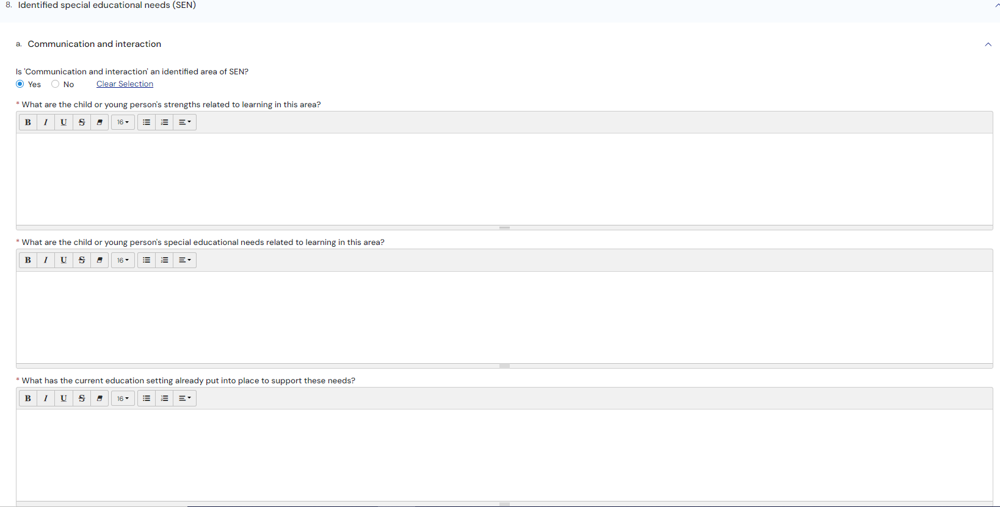 8. Identified special educational needs (SEN)
a. Communication and interaction
Is 'Communication and interaction' an identified area of SEN?
Yes No Clear Selection
* What are the child or young person's strengths related to learning in this area?
B I U S 16
* What are the child or young person's special educational needs related to learning in this area?
B I U S 16
* What has the current education setting already put into place to support these needs?
B I U S 16